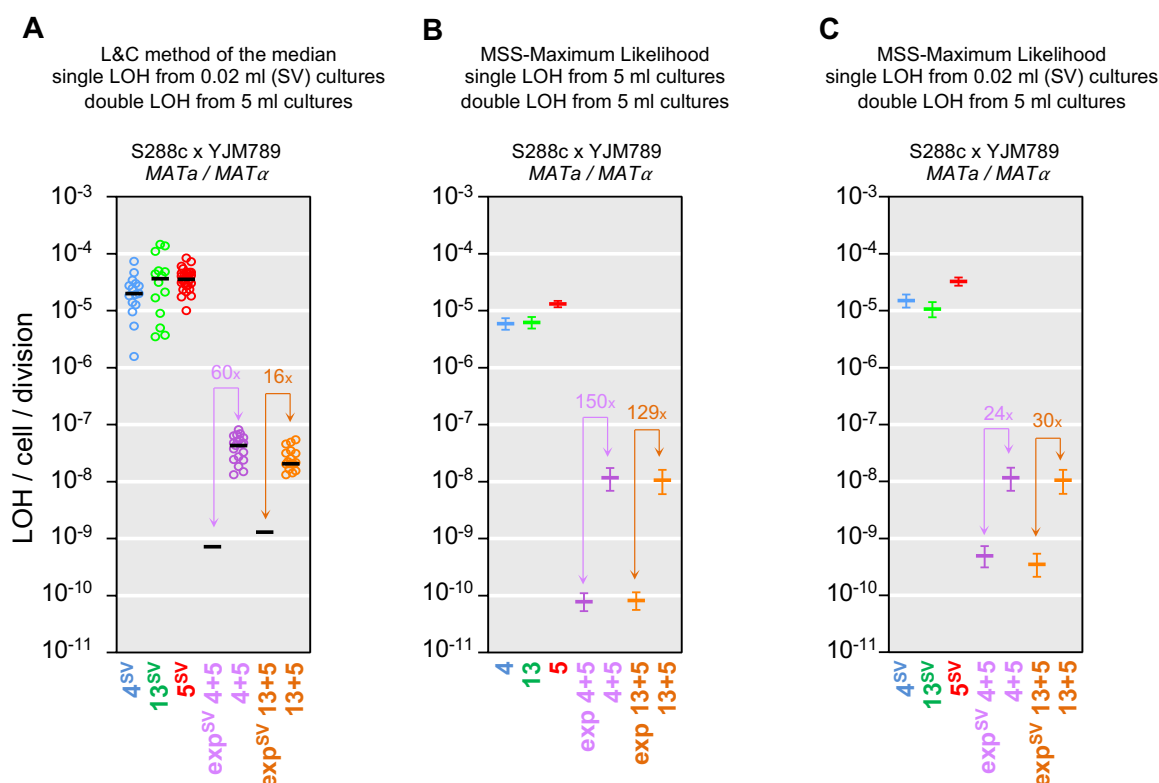 A
L&C method of the median
single LOH from 0.02 ml (SV) cultures
double LOH from 5 ml cultures
S288c x YJM789
MATa / MATα
LOH / cell / division
10-3
10-4
10-5
10-6
10-7
10-8
10-9
10-10
10-11
60x
16x
4SV
13SV
5SV
expSV 4+5
4+5
expSV 13+5
13+5
B
MSS-Maximum Likelihood
single LOH from 5 ml cultures
double LOH from 5 ml cultures
S288c x YJM789
MATa / MATα
10-3
10-4
10-5
10-6
10-7
10-8
10-9
10-10
10-11
150x
129x
4
13
5
exp 4+5
4+5
exp 13+5
13+5
C
MSS-Maximum Likelihood
single LOH from 0.02 ml (SV) cultures
double LOH from 5 ml cultures
S288c x YJM789
MATa / MATα
10-3
10-4
10-5
10-6
10-7
10-8
10-9
10-10
10-11
24x
30x
4SV
13SV
5SV
expSV 4+5
4+5
expSV 13+5
13+5